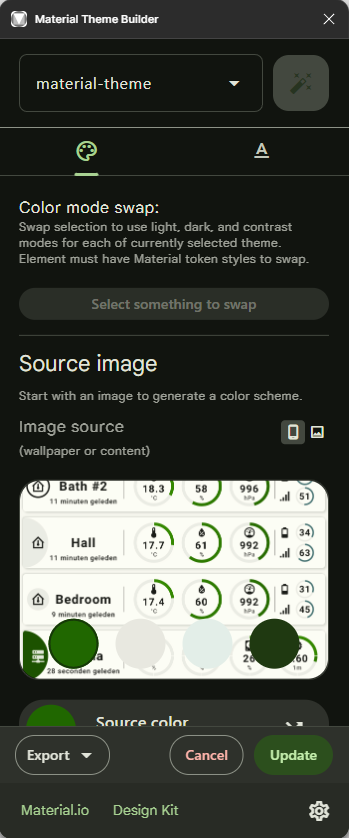 Material Theme Builder
material-theme
A
Color mode swap:
Swap selection to use light, dark, and contrast
modes for each of currently selected theme.
Element must have Material token styles to swap.
Select something to swap
Source image
Start with an image to generate a color scheme.
Image source
(wallpaper or content)
Bath #2 18.3 °C 58 % 996 hPa 51
11 minuten geleden
Hall 17.7 °C 61 % 992 hPa 34 63
11 minuten geleden
Bedroom 17.4 °C 60 % 992 hPa 31 45
9 minuten geleden
28 seconden geleden
Source color
Export Cancel Update
Material.io Design Kit